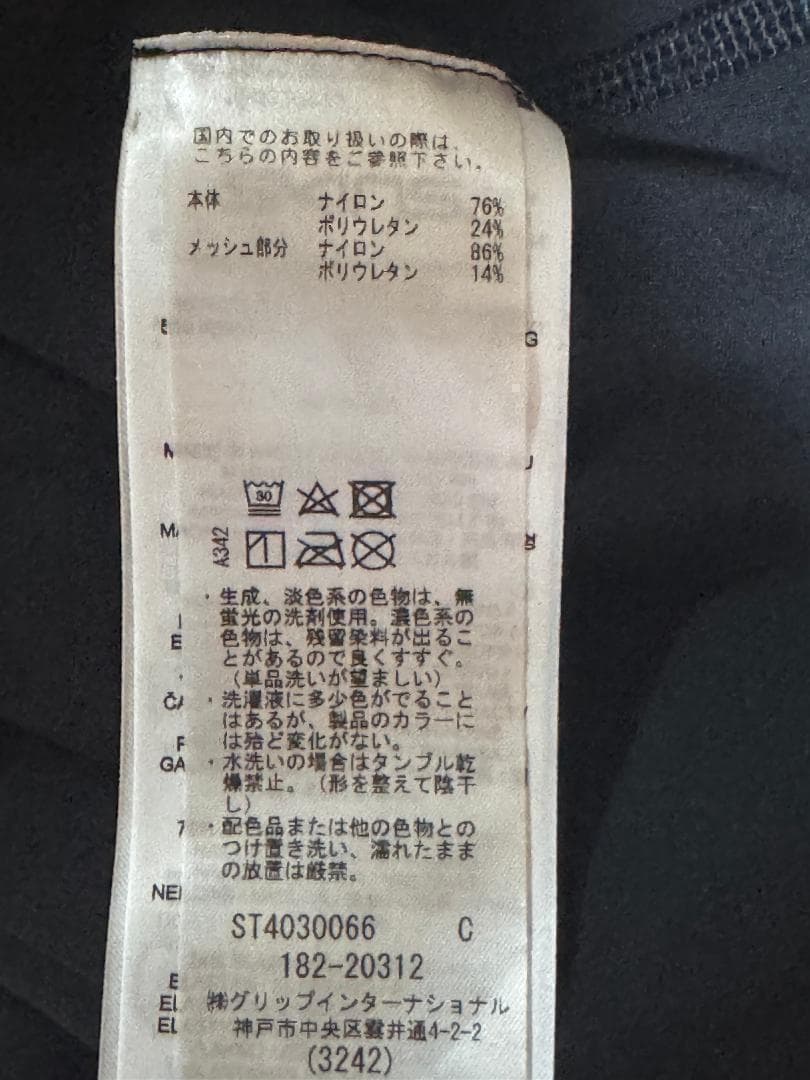 国内でのお取り扱いの際は、
こちらの内容をご参照下さい。
本体 ナイロン 76%
ポリウレタン 24%
メッシュ部分 ナイロン 86%
ポリウレタン 14%
30
A342
・生成、淡色系の色物は、無
蛍光の洗剤使用。濃色系の
色物は、残留染料が出るこ
とがあるので良くすすぐ。
（単品洗いが望ましい）
・洗濯液に多少色がでること
はあるが、製品のカラーに
は殆ど変化がない。
・水洗いの場合はタンブル乾
燥禁止。（形を整えて陰干
し）
・配色品または他の色物との
つけ置き洗い、濡れたまま
の放置は厳禁。
ST4030066 C
182-20312
㈱グリップインターナショナル
神戸市中央区雲井通4-2-2
(3242)